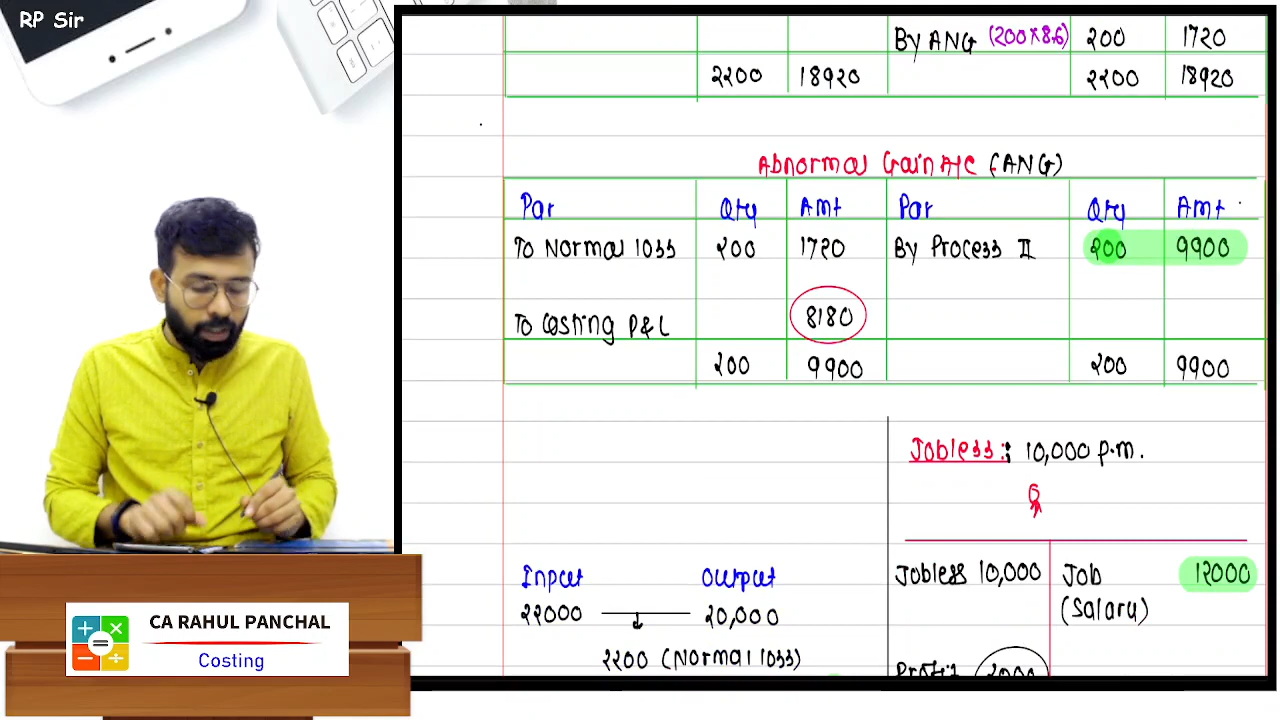 RP Sir
By ANG (200×8.6) 200 1720
2200 18920 2200 18920
Abnormal Gain A/C (ANG)
Par Qty Amt Par Qty Amt
To Normal loss 200 1720 By Process II 200 9900
To Costing P&L 8180
200 9900 200 9900
Jobless : 10,000 p.m.
Input Output
22000 20,000
2200 (Normal loss)
Jobless 10,000 Job 12000
(Salary)
Profit 2000
CA RAHUL PANCHAL
Costing